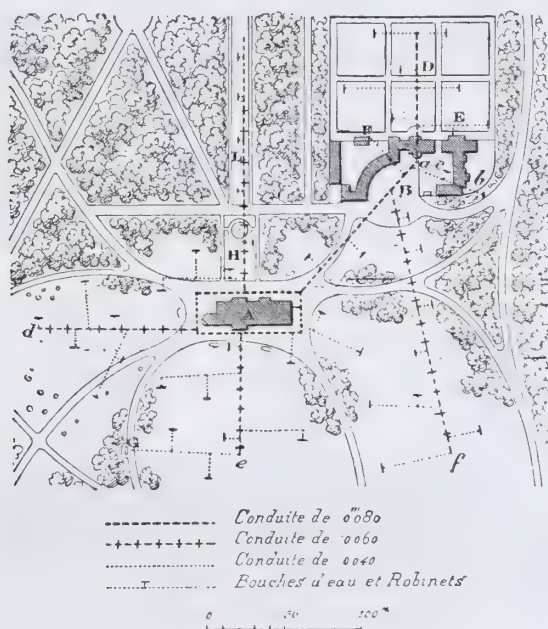 D
F E
a c
B b
I
H
g
A
d
e
f
Conduite de 0m080
Conduite de 0060
Conduite de 0040
Bouches d'eau et Robinets
0 50 100m